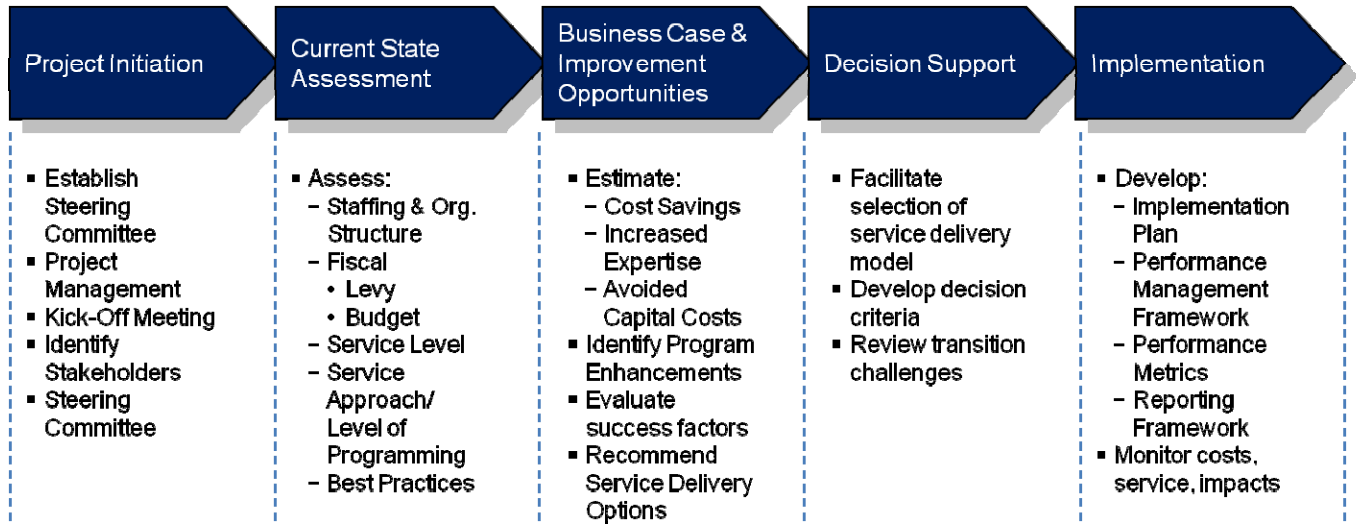 Project Initiation
Current State
Assessment
Business Case &
Improvement
Opportunities
Decision Support
Implementation
▪ Establish
Steering
Committee
▪ Project
Management
▪ Kick-Off Meeting
▪ Identify
Stakeholders
▪ Steering
Committee
▪ Assess:
– Staffing & Org.
Structure
– Fiscal
• Levy
• Budget
– Service Level
– Service
Approach/
Level of
Programming
– Best Practices
▪ Estimate:
– Cost Savings
– Increased
Expertise
– Avoided
Capital Costs
▪ Identify Program
Enhancements
▪ Evaluate
success factors
▪ Recommend
Service Delivery
Options
▪ Facilitate
selection of
service delivery
model
▪ Develop decision
criteria
▪ Review transition
challenges
▪ Develop:
– Implementation
Plan
– Performance
Management
Framework
– Performance
Metrics
– Reporting
Framework
▪ Monitor costs,
service, impacts